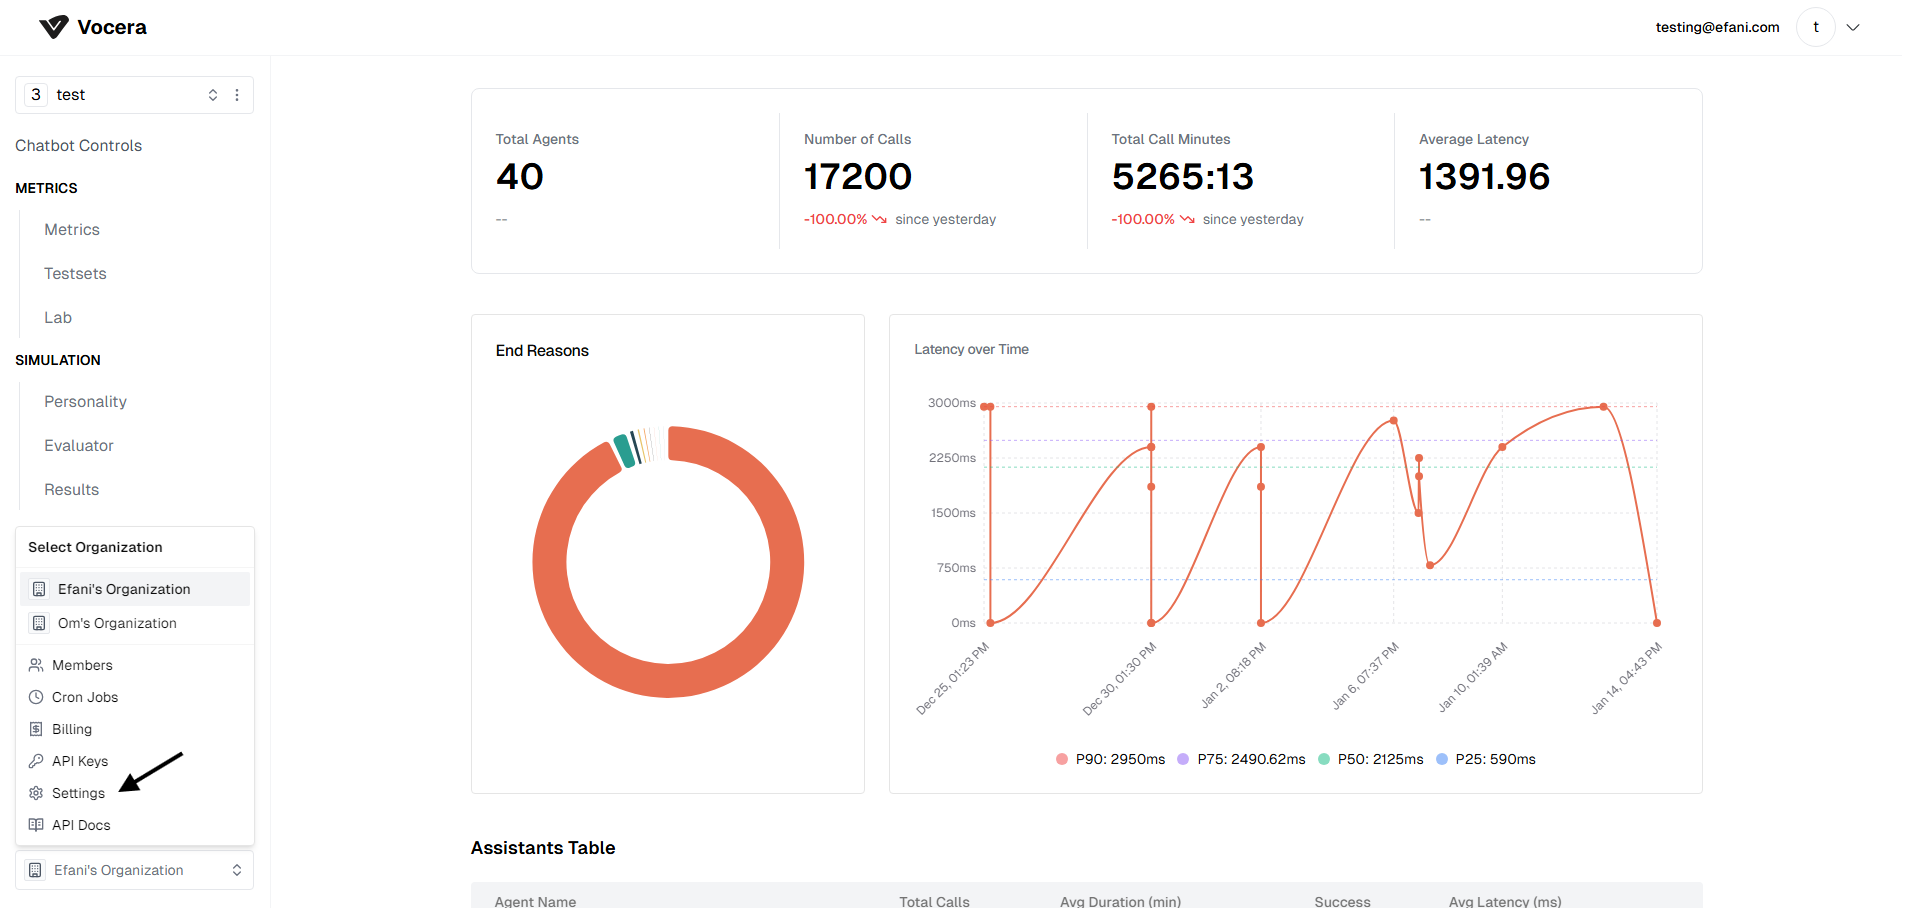 Vocera
testing@efani.com
t
3 test
Chatbot Controls
METRICS
Metrics
Testsets
Lab
SIMULATION
Personality
Evaluator
Results
Select Organization
Efani's Organization
Om's Organization
Members
Cron Jobs
Billing
API Keys
Settings
API Docs
Efani's Organization
Total Agents
40
--
Number of Calls
17200
-100.00% since yesterday
Total Call Minutes
5265:13
-100.00% since yesterday
Average Latency
1391.96
--
End Reasons
Latency over Time
3000ms
2250ms
1500ms
750ms
0ms
Dec 25, 01:23 PM
Dec 30, 01:30 PM
Jan 2, 08:18 PM
Jan 6, 07:37 PM
Jan 10, 01:39 AM
Jan 14, 04:43 PM
P90: 2950ms P75: 2490.62ms P50: 2125ms P25: 590ms
Assistants Table
Agent Name Total Calls Avg Duration (min) Success Avg Latency (ms)